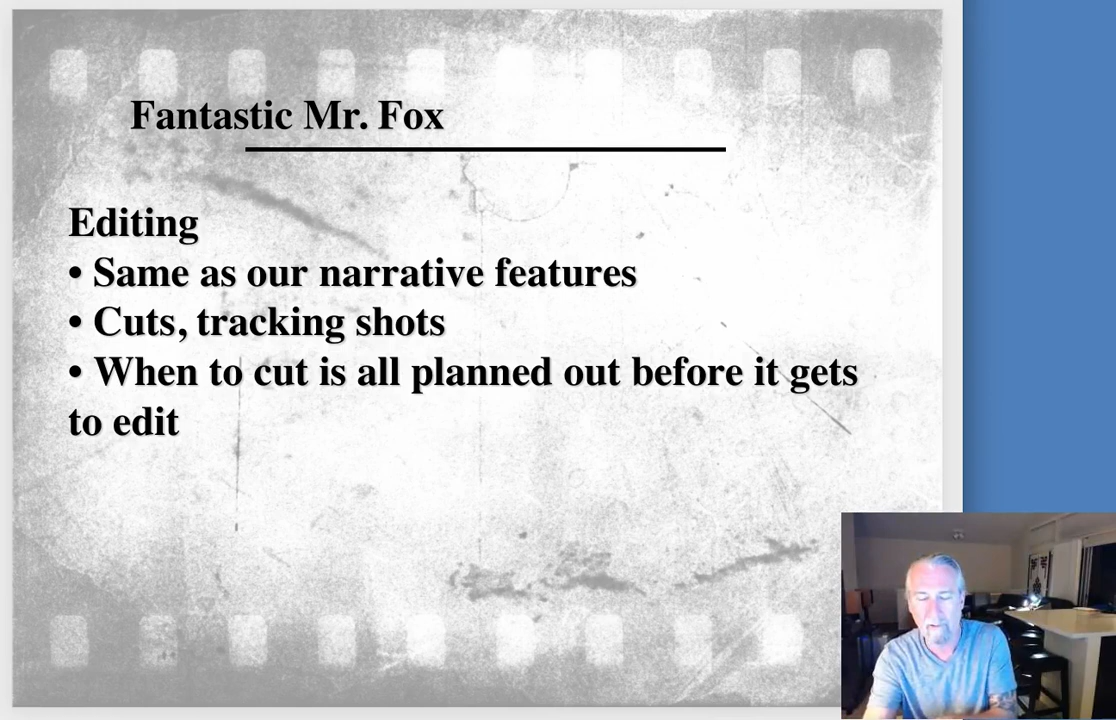 Fantastic Mr. Fox
Editing
• Same as our narrative features
• Cuts, tracking shots
• When to cut is all planned out before it gets
to edit